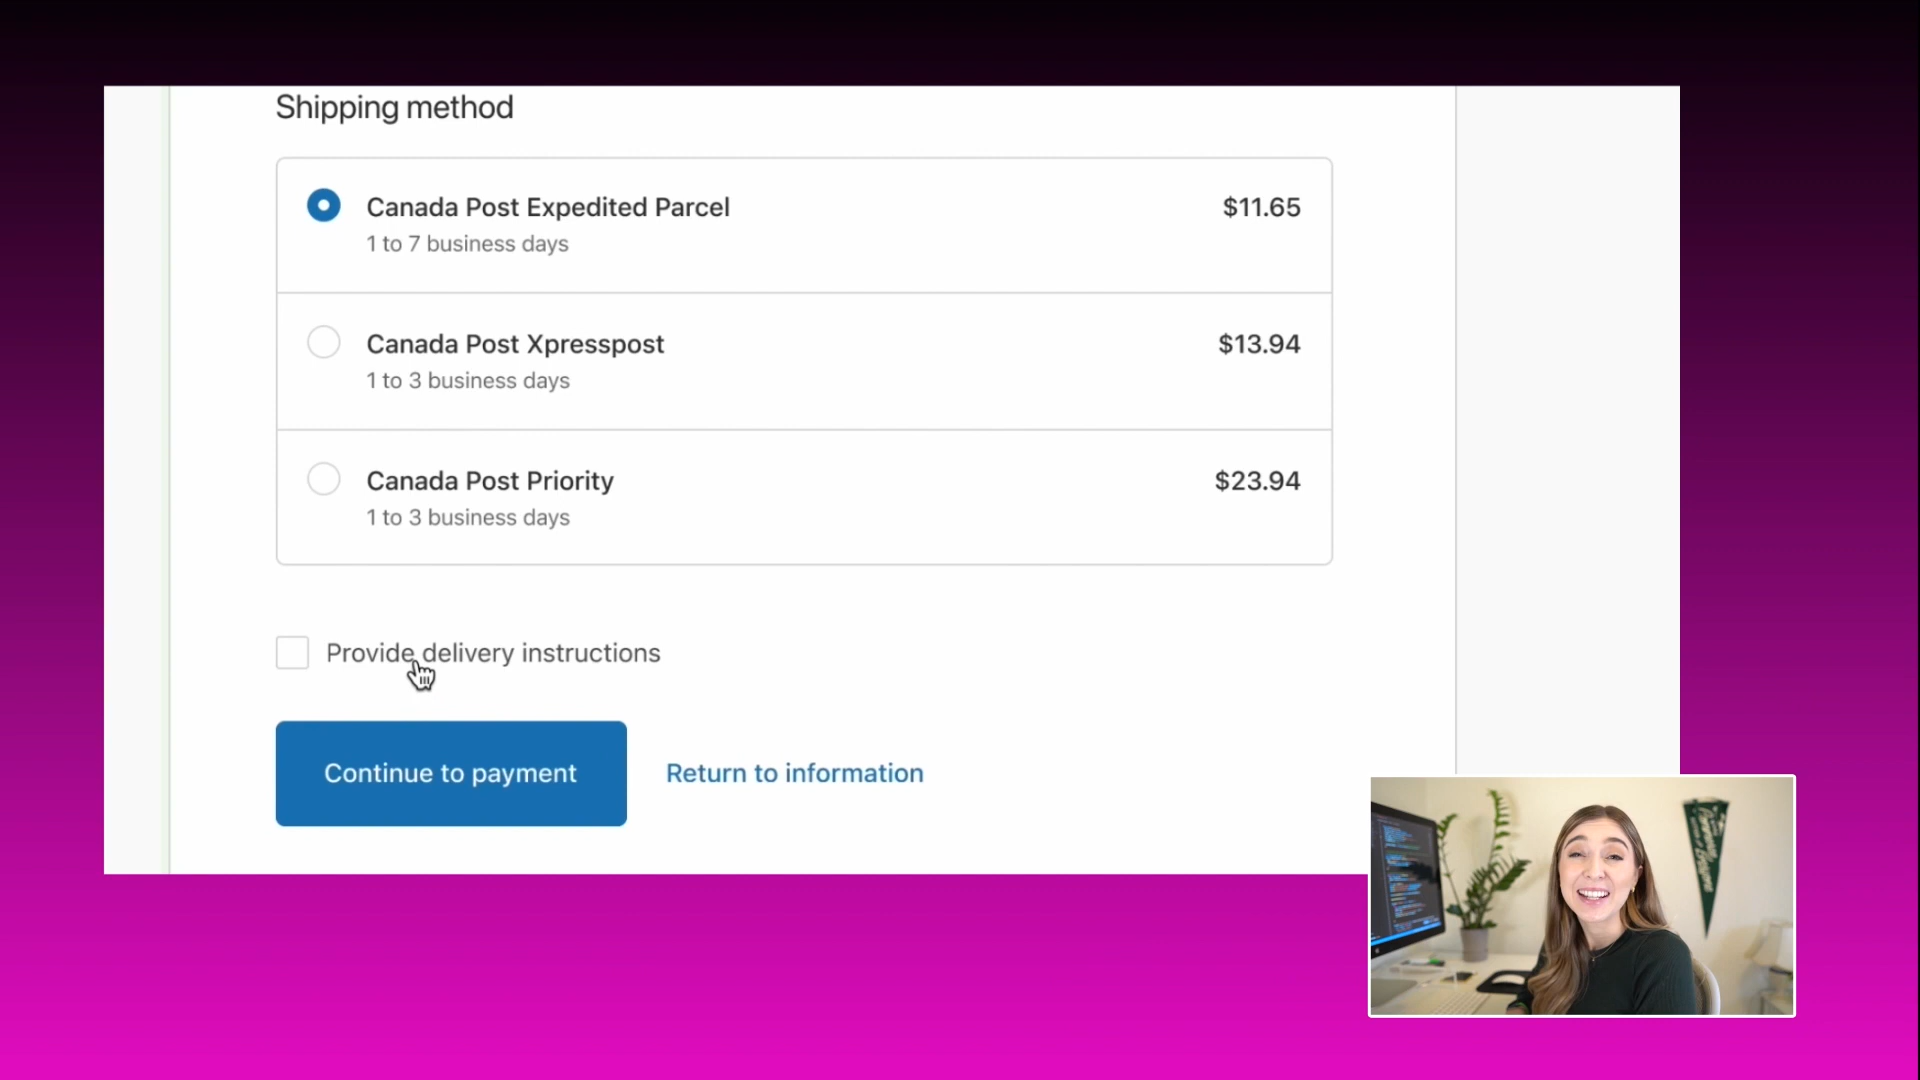 Shipping method
Canada Post Expedited Parcel
$11.65
1 to 7 business days
Canada Post Xpresspost
$13.94
1 to 3 business days
Canada Post Priority
$23.94
1 to 3 business days
Provide delivery instructions
Continue to payment
Return to information